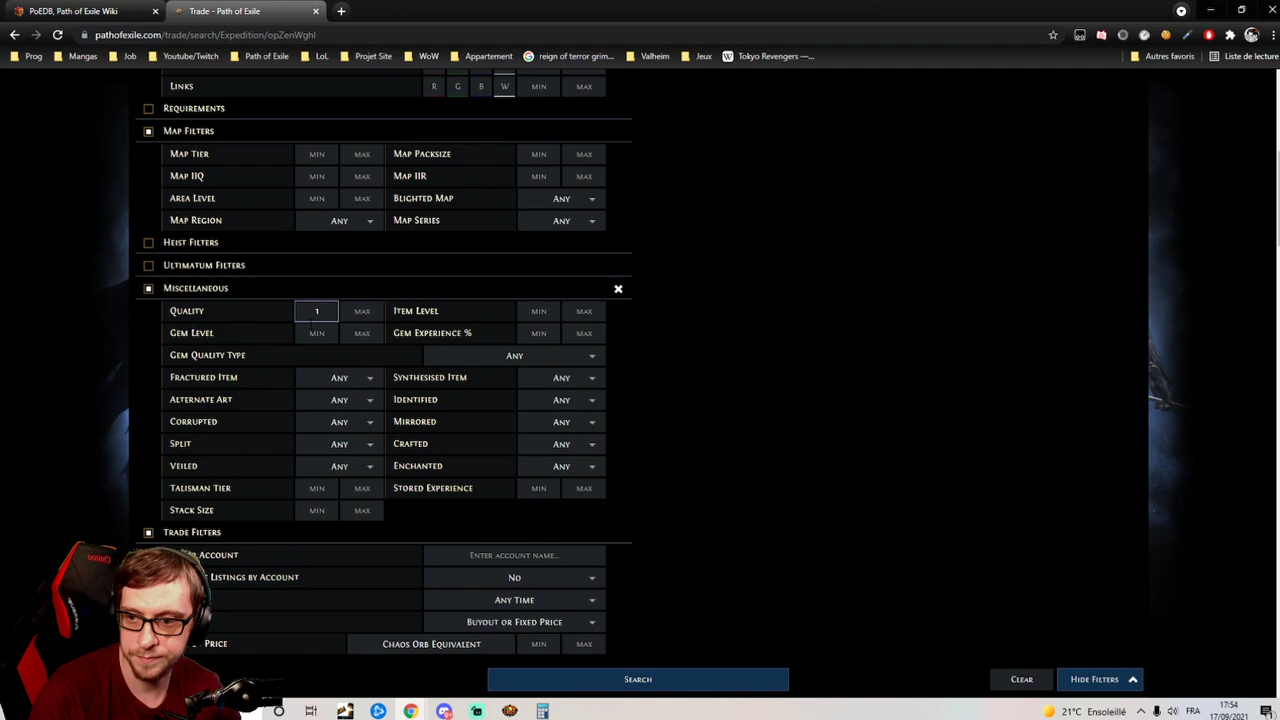 PoEDB, Path of Exile Wiki
Trade - Path of Exile
pathofexile.com/trade/search/Expedition/opZenWghl
Prog
Mangas
Job
Youtube/Twitch
Path of Exile
LoL
Projet Site
WoW
Appartement
reign of terror grim...
Valheim
Jeux
Tokyo Revengers —...
Autres favoris
Liste de lecture
Links R G B W MIN MAX
Requirements
Map Filters
Map Tier MIN MAX Map Packsize MIN MAX
Map IIQ MIN MAX Map IIR MIN MAX
Area Level MIN MAX Blighted Map Any
Map Region Any Map Series Any
Heist Filters
Ultimatum Filters
Miscellaneous
Quality 1 MAX Item Level MIN MAX
Gem Level MIN MAX Gem Experience % MIN MAX
Gem Quality Type Any
Fractured Item Any Synthesised Item Any
Alternate Art Any Identified Any
Corrupted Any Mirrored Any
Split Any Crafted Any
Veiled Any Enchanted Any
Talisman Tier MIN MAX Stored Experience MIN MAX
Stack Size MIN MAX
Trade Filters
Account Enter account name...
Listings by Account No
Any Time
Buyout or Fixed Price
Price Chaos Orb Equivalent MIN MAX
Search
Clear
Hide Filters
21°C Ensoleillé
FRA
17:54
17/09/2021